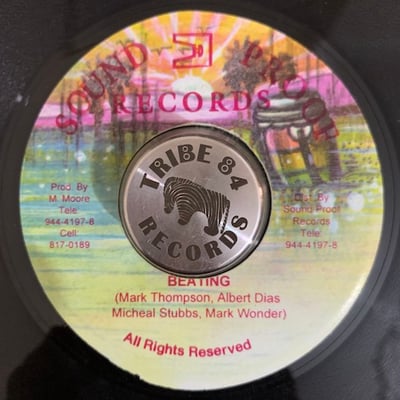 SOUND PROOF
RECORDS
Prod. By
M. Moore
Tele:
944-4197-8
Cell:
817-0189
TRIBE 84
RECORDS
Dist. By
Sound Proof
Records
Tele:
944-4197-8
BEATING
(Mark Thompson, Albert Dias
Micheal Stubbs, Mark Wonder)
All Rights Reserved